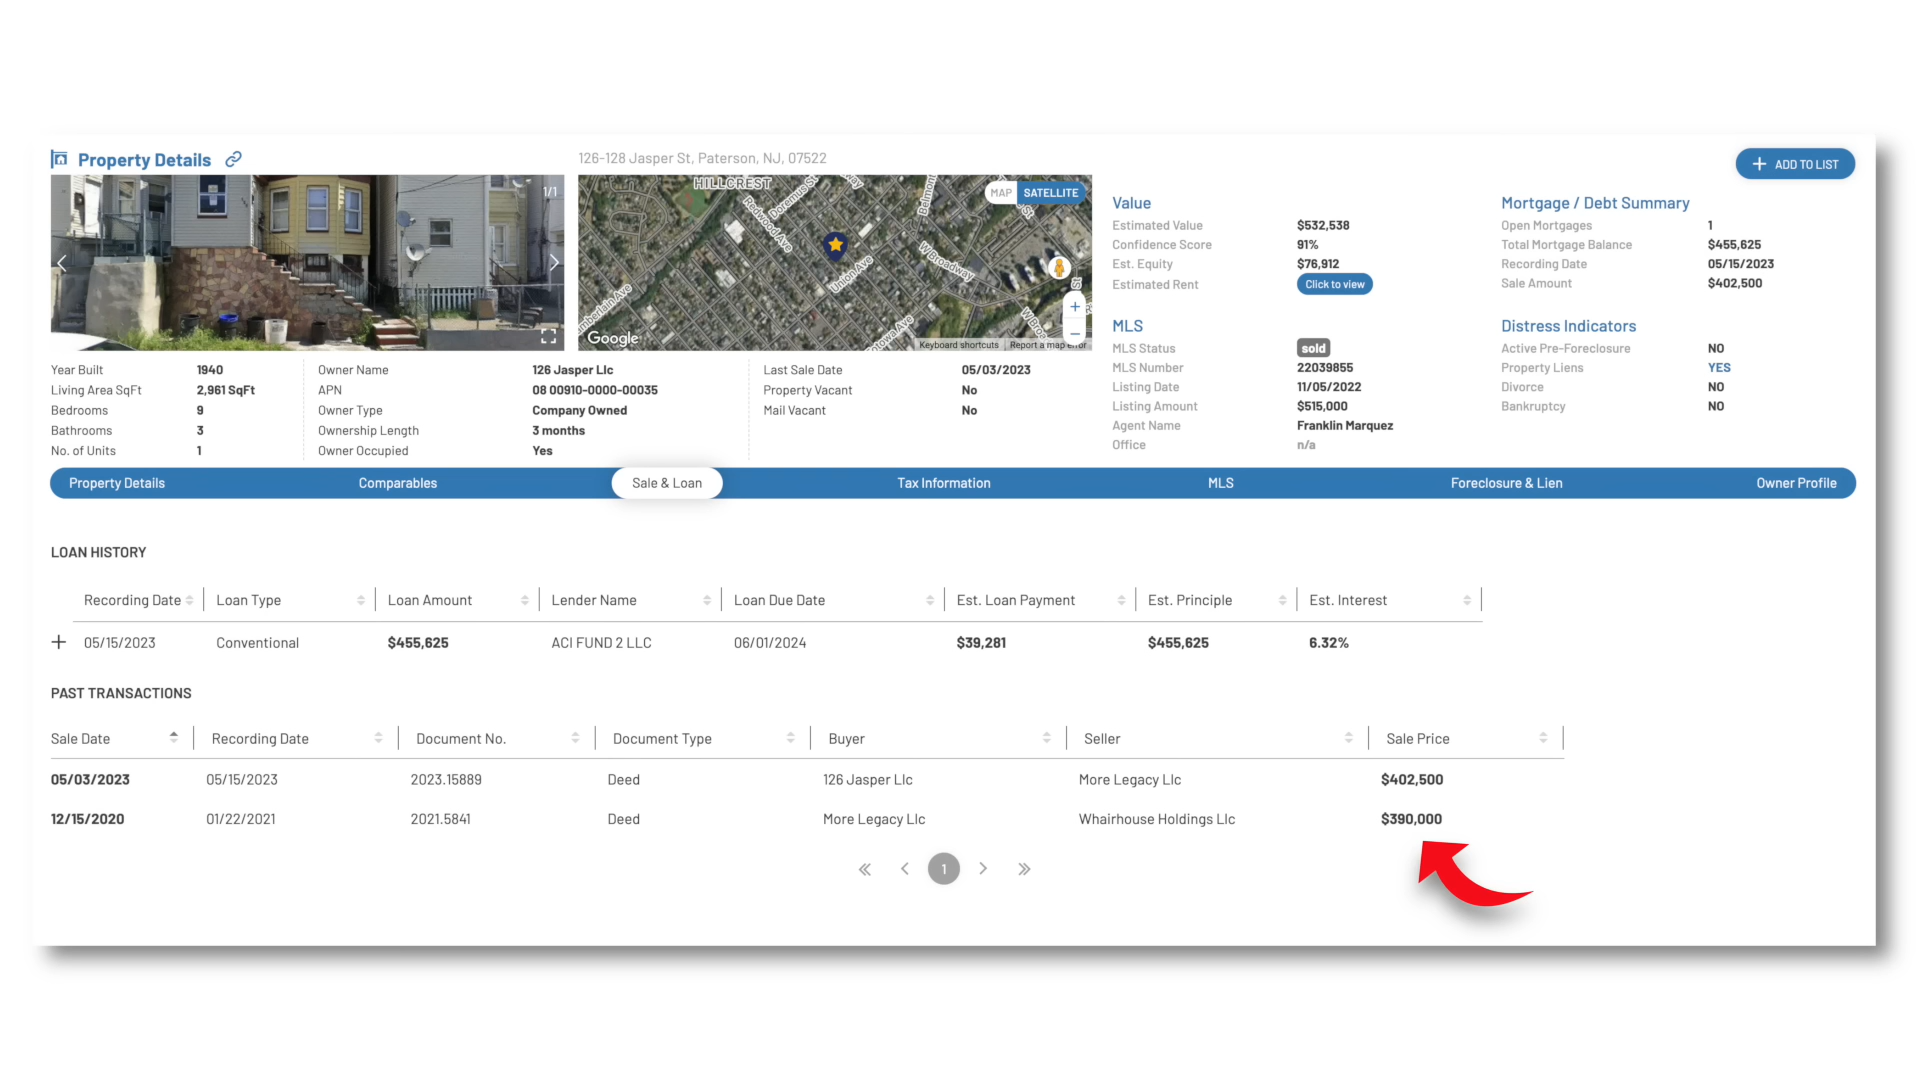 Property Details
126-128 Jasper St, Paterson, NJ, 07522
ADD TO LIST
1/1
HILLCREST
MAP
SATELLITE
Redwood Ave
Doremus St
Belmont
W Broadway
Union Ave
Google
Keyboard shortcuts
Report a map error
Value
Estimated Value $532,538
Confidence Score 91%
Est. Equity $76,912
Estimated Rent Click to view
Mortgage / Debt Summary
Open Mortgages 1
Total Mortgage Balance $455,625
Recording Date 05/15/2023
Sale Amount $402,500
MLS
MLS Status sold
MLS Number 22039855
Listing Date 11/05/2022
Listing Amount $515,000
Agent Name Franklin Marquez
Office n/a
Distress Indicators
Active Pre-Foreclosure NO
Property Liens YES
Divorce NO
Bankruptcy NO
Year Built 1940
Living Area SqFt 2,961 SqFt
Bedrooms 9
Bathrooms 3
No. of Units 1
Owner Name 126 Jasper Llc
APN 08 00910-0000-00035
Owner Type Company Owned
Ownership Length 3 months
Owner Occupied Yes
Last Sale Date 05/03/2023
Property Vacant No
Mail Vacant No
Property Details Comparables Sale & Loan Tax Information MLS Foreclosure & Lien Owner Profile
LOAN HISTORY
Recording Date Loan Type Loan Amount Lender Name Loan Due Date Est. Loan Payment Est. Principle Est. Interest
05/15/2023 Conventional $455,625 ACI FUND 2 LLC 06/01/2024 $39,281 $455,625 6.32%
PAST TRANSACTIONS
Sale Date Recording Date Document No. Document Type Buyer Seller Sale Price
05/03/2023 05/15/2023 2023.15889 Deed 126 Jasper Llc More Legacy Llc $402,500
12/15/2020 01/22/2021 2021.5841 Deed More Legacy Llc Whairhouse Holdings Llc $390,000
1